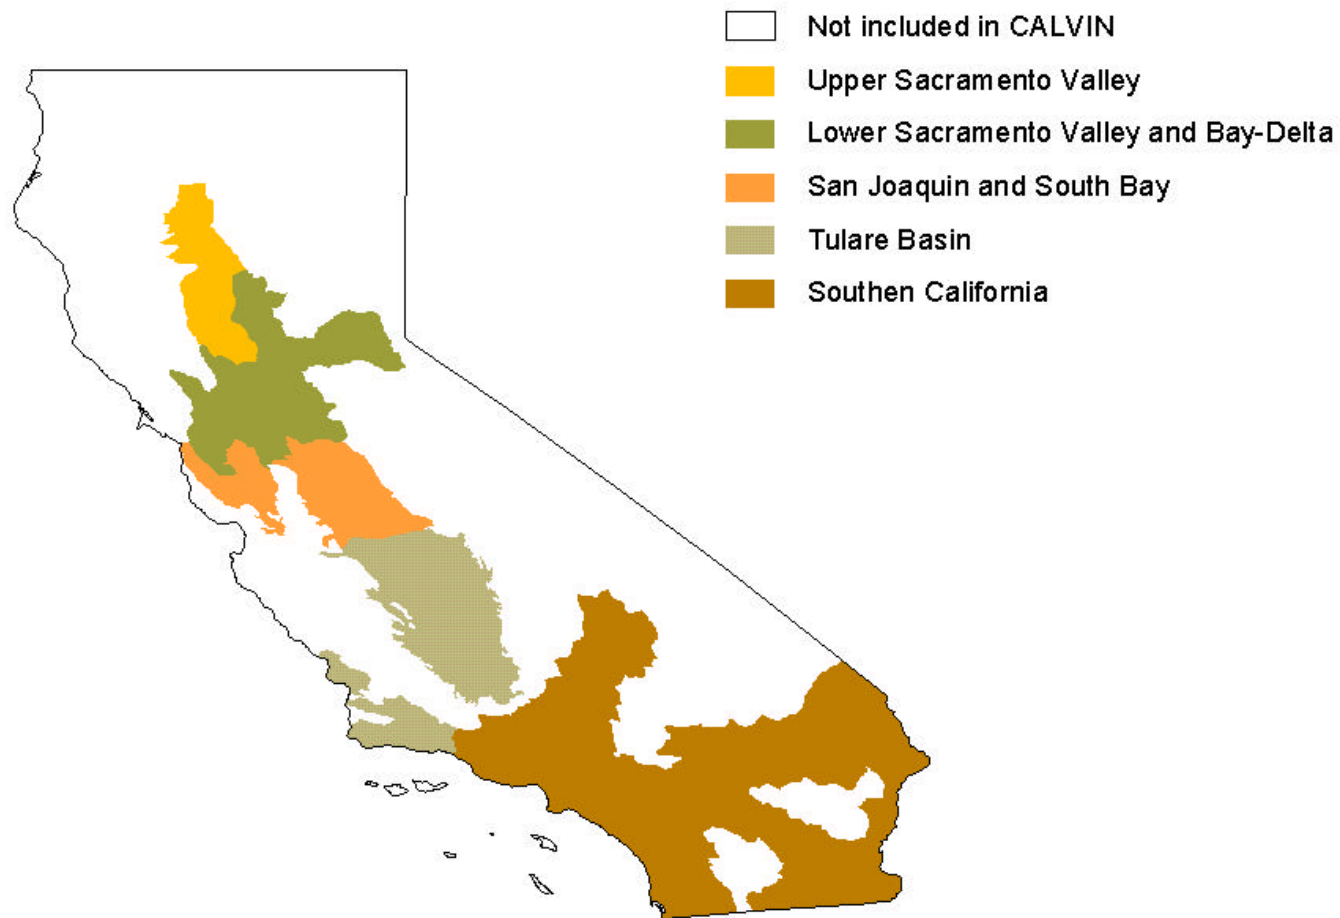 Not included in CALVIN
Upper Sacramento Valley
Lower Sacramento Valley and Bay-Delta
San Joaquin and South Bay
Tulare Basin
Southen California